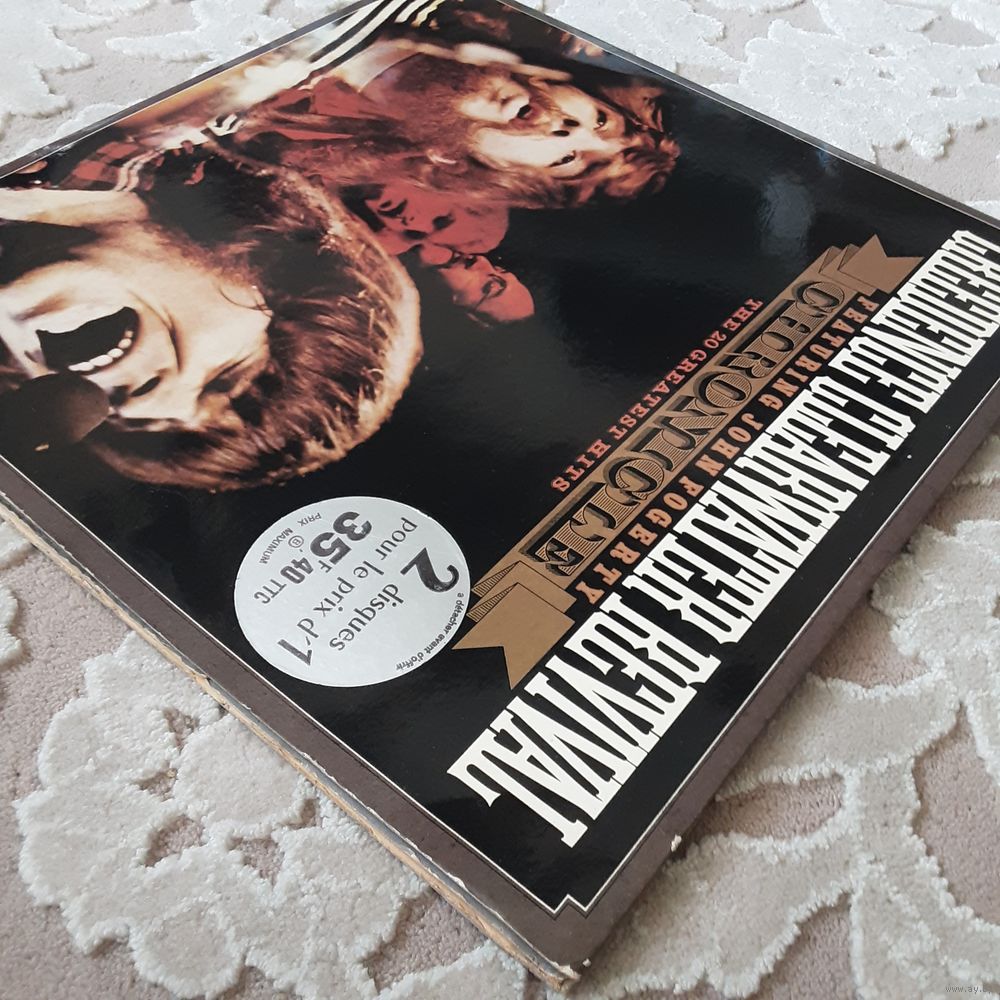 CREEDENCE CLEARWATER REVIVAL
FEATURING JOHN FOGERTY
CHRONICLE
THE 20 GREATEST HITS
a détacher avant d'offrir
2 disques
pour le prix d'1
35F40 TTC
PRIX MAXIMUM